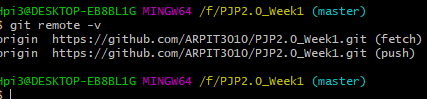 Hpi3@DESKTOP-EB8BL1G MINGW64 /f/PJP2.0_Week1 (master)
$ git remote -v
origin  https://github.com/ARPIT3010/PJP2.0_Week1.git (fetch)
origin  https://github.com/ARPIT3010/PJP2.0_Week1.git (push)
Hpi3@DESKTOP-EB8BL1G MINGW64 /f/PJP2.0_Week1 (master)
$